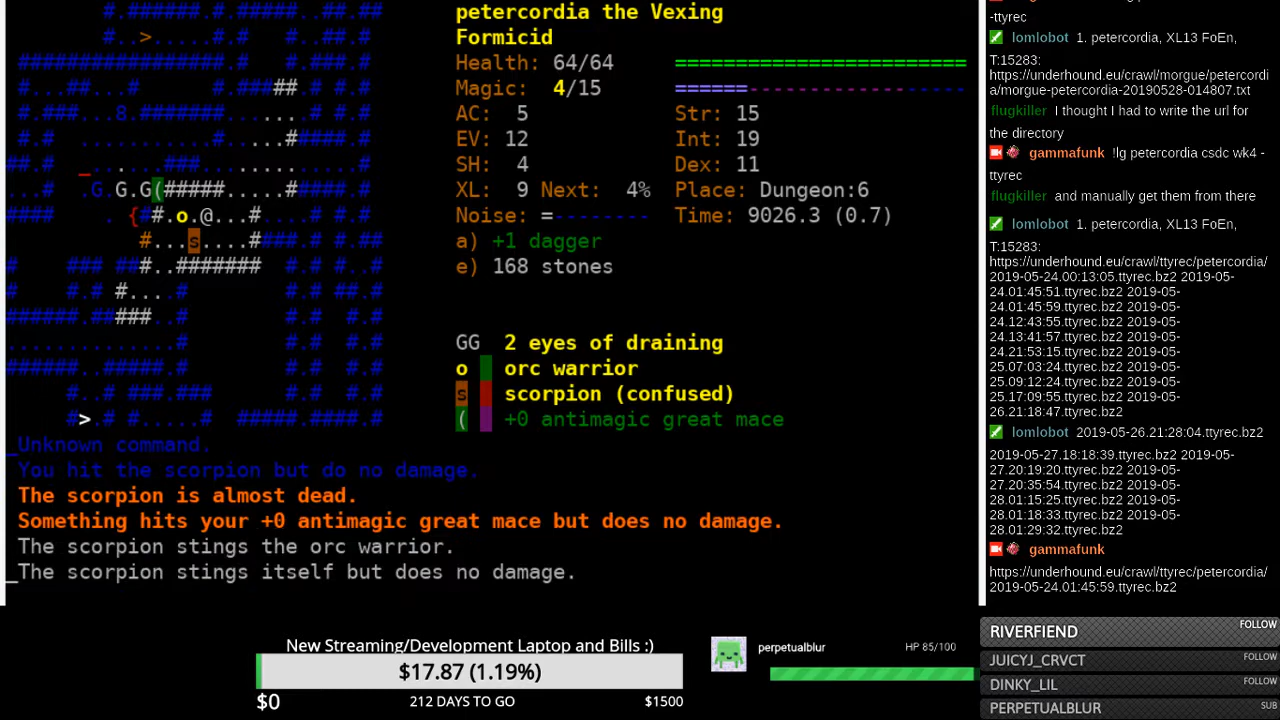 petercordia the Vexing
Formicid
Health: 64/64 ========================
Magic: 4/15 ======------------------
AC: 5 Str: 15
EV: 12 Int: 19
SH: 4 Dex: 11
XL: 9 Next: 4% Place: Dungeon:6
Noise: =-------- Time: 9026.3 (0.7)
a) +1 dagger
e) 168 stones
GG 2 eyes of draining
o orc warrior
s scorpion (confused)
( +0 antimagic great mace
_Unknown command.
You hit the scorpion but do no damage.
The scorpion is almost dead.
Something hits your +0 antimagic great mace but does no damage.
The scorpion stings the orc warrior.
_The scorpion stings itself but does no damage.
-ttyrec
lomlobot 1. petercordia, XL13 FoEn,
T:15283:
https://underhound.eu/crawl/morgue/petercordi
a/morgue-petercordia-20190528-014807.txt
flugkiller I thought I had to write the url for
the directory
gammafunk !lg petercordia csdc wk4 -
ttyrec
flugkiller and manually get them from there
lomlobot 1. petercordia, XL13 FoEn,
T:15283:
https://underhound.eu/crawl/ttyrec/petercordia/
2019-05-24.00:13:05.ttyrec.bz2 2019-05-
24.01:45:51.ttyrec.bz2 2019-05-
24.01:45:59.ttyrec.bz2 2019-05-
24.12:43:55.ttyrec.bz2 2019-05-
24.13:41:57.ttyrec.bz2 2019-05-
24.21:53:15.ttyrec.bz2 2019-05-
25.07:03:24.ttyrec.bz2 2019-05-
25.09:12:24.ttyrec.bz2 2019-05-
25.17:09:55.ttyrec.bz2 2019-05-
26.21:18:47.ttyrec.bz2
lomlobot 2019-05-26.21:28:04.ttyrec.bz2
2019-05-27.18:18:39.ttyrec.bz2 2019-05-
27.20:19:20.ttyrec.bz2 2019-05-
27.20:35:54.ttyrec.bz2 2019-05-
28.01:15:25.ttyrec.bz2 2019-05-
28.01:18:33.ttyrec.bz2 2019-05-
28.01:29:32.ttyrec.bz2
gammafunk
https://underhound.eu/crawl/ttyrec/petercordia/
2019-05-24.01:45:59.ttyrec.bz2
New Streaming/Development Laptop and Bills :)
$17.87 (1.19%)
$0 212 DAYS TO GO $1500
perpetualblur HP 85/100
RIVERFIEND FOLLOW
JUICYJ_CRVCT FOLLOW
DINKY_LIL FOLLOW
PERPETUALBLUR SUB